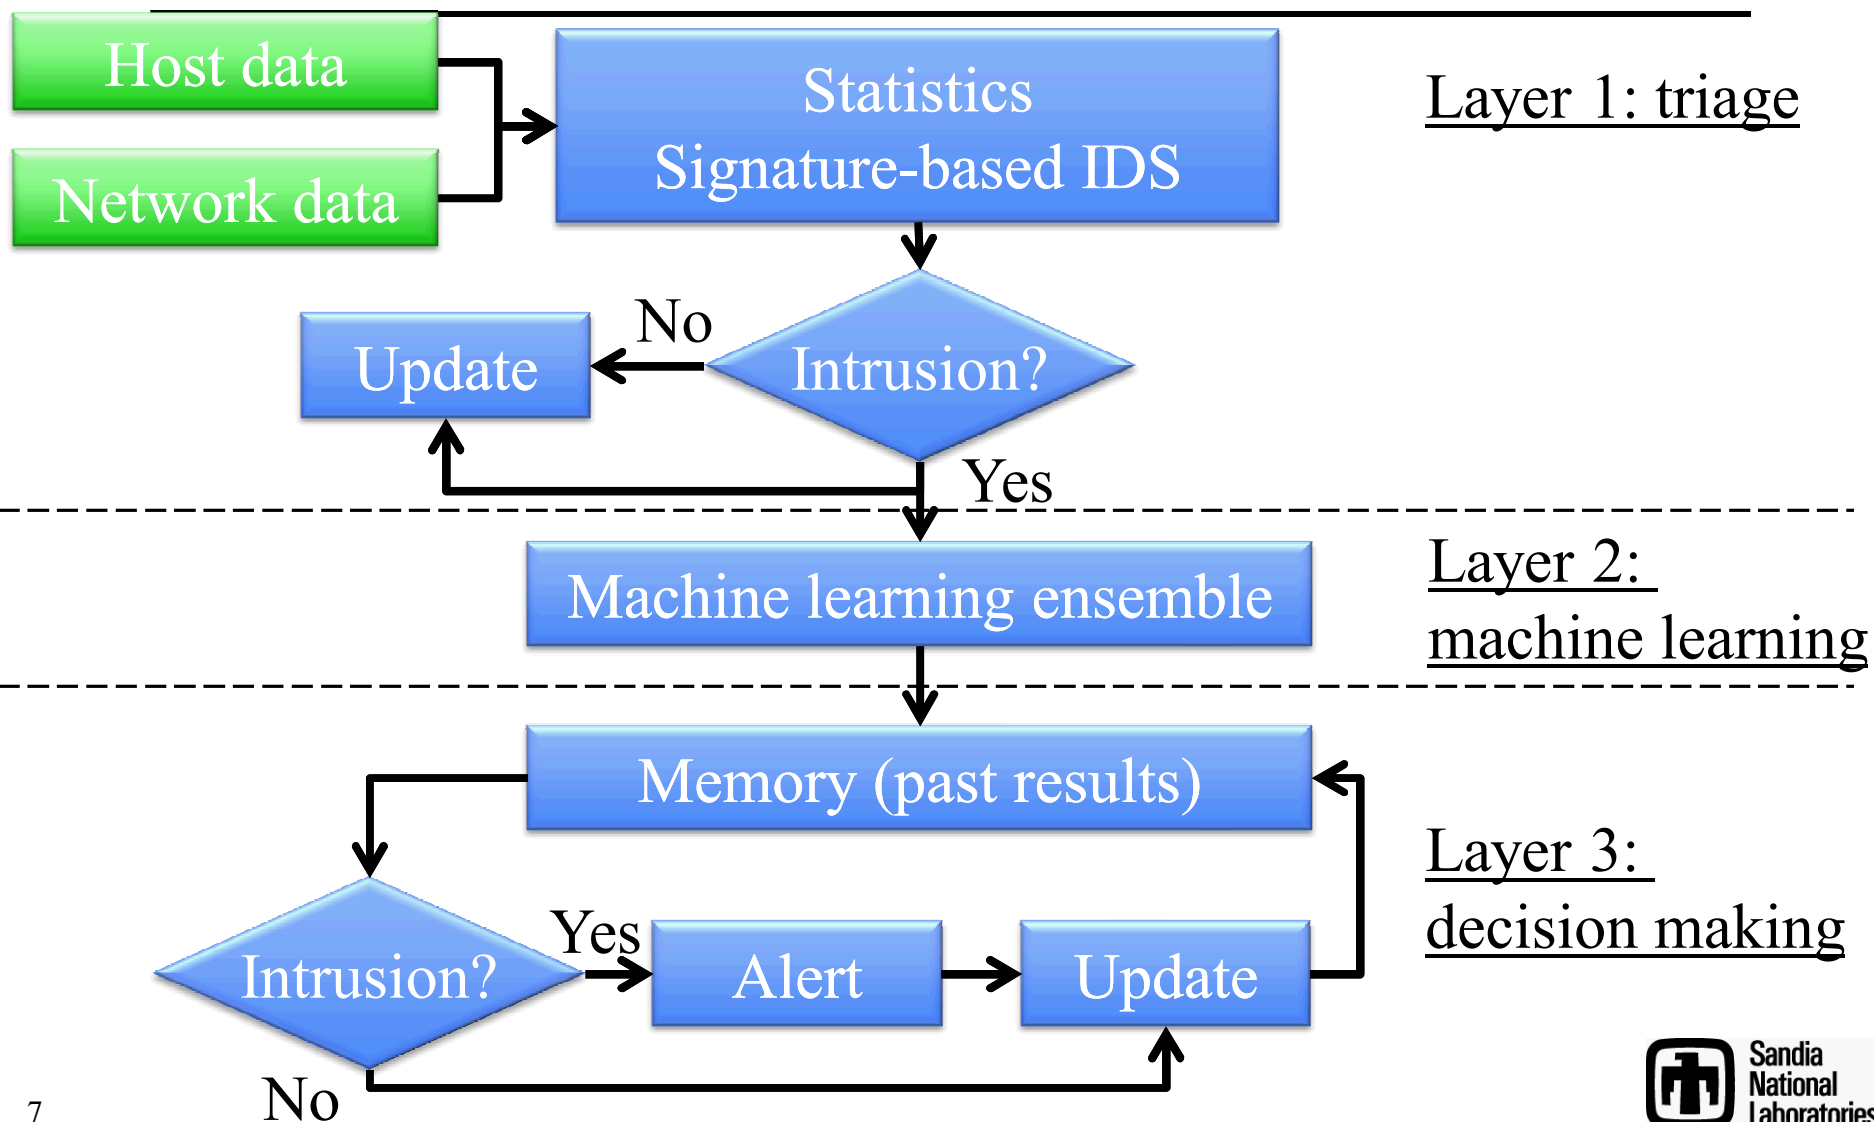 Host data
Network data
Statistics
Signature-based IDS
Layer 1: triage
No
Update
Intrusion?
Yes
Machine learning ensemble
Layer 2:
machine learning
Memory (past results)
Layer 3:
decision making
Intrusion?
Yes
Alert
Update
No
7
Sandia
National
Laboratories